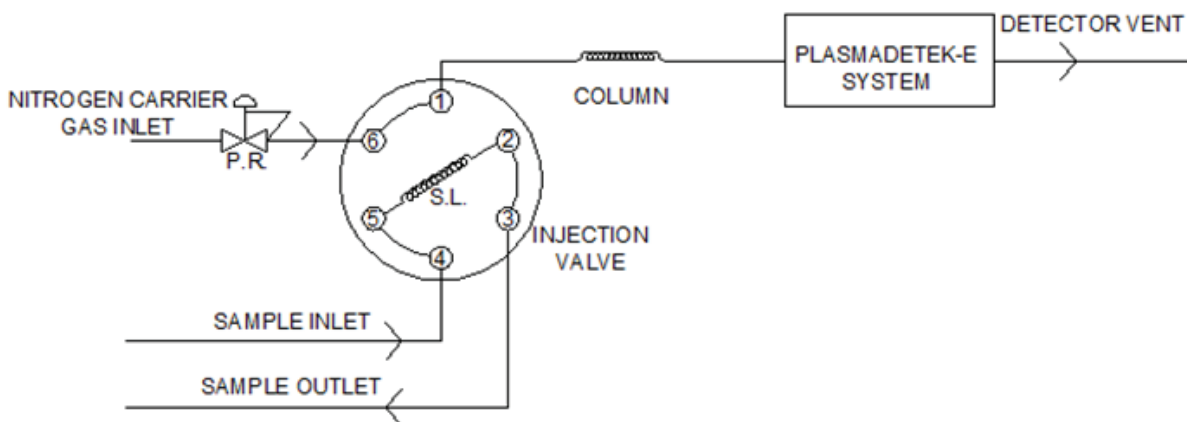 DETECTOR VENT
PLASMADETEK-E
SYSTEM
COLUMN
NITROGEN CARRIER
GAS INLET
P.R.
1
6
2
S.L.
5
3
4
INJECTION
VALVE
SAMPLE INLET
SAMPLE OUTLET